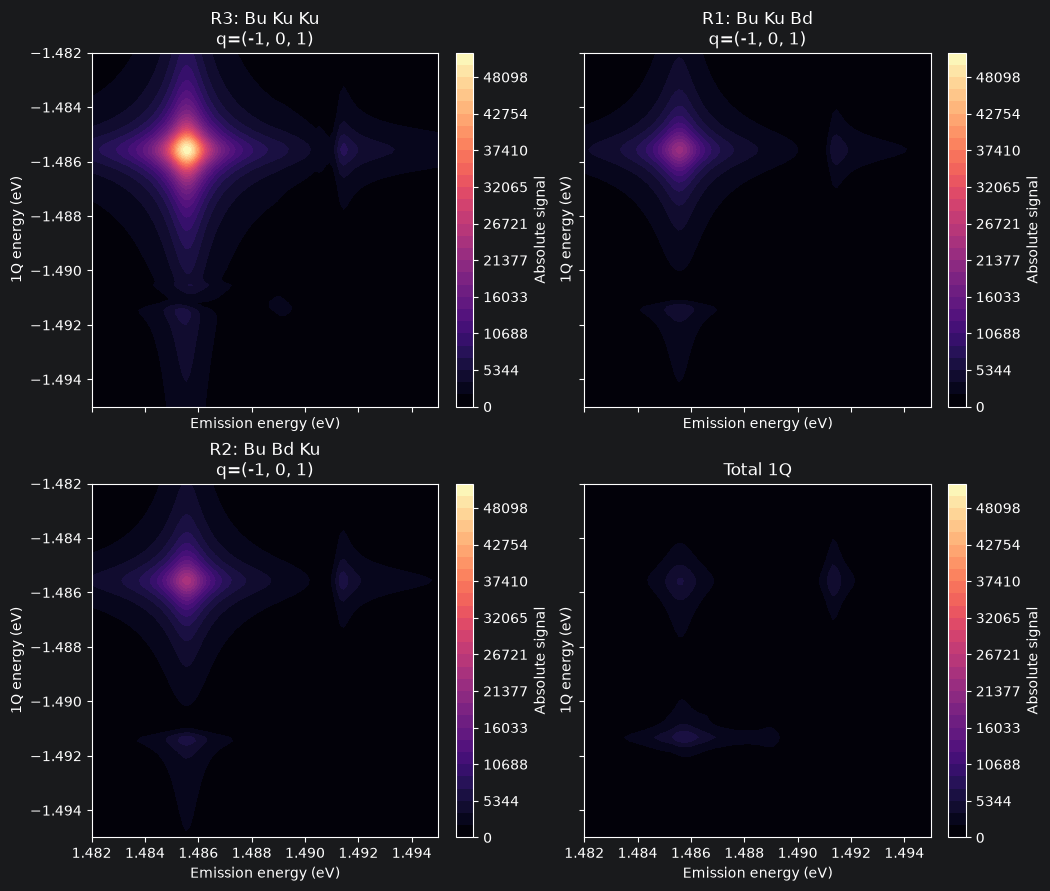 R3: Bu Ku Ku
q=(-1, 0, 1)
−1.482
−1.484
−1.486
−1.488
−1.490
−1.492
−1.494
1Q energy (eV)
Emission energy (eV)
48098
42754
37410
32065
26721
21377
16033
10688
5344
0
Absolute signal
R1: Bu Ku Bd
q=(-1, 0, 1)
1Q energy (eV)
Emission energy (eV)
48098
42754
37410
32065
26721
21377
16033
10688
5344
0
Absolute signal
R2: Bu Bd Ku
q=(-1, 0, 1)
−1.482
−1.484
−1.486
−1.488
−1.490
−1.492
−1.494
1Q energy (eV)
1.482 1.484 1.486 1.488 1.490 1.492 1.494
Emission energy (eV)
48098
42754
37410
32065
26721
21377
16033
10688
5344
0
Absolute signal
Total 1Q
1Q energy (eV)
1.482 1.484 1.486 1.488 1.490 1.492 1.494
Emission energy (eV)
48098
42754
37410
32065
26721
21377
16033
10688
5344
0
Absolute signal